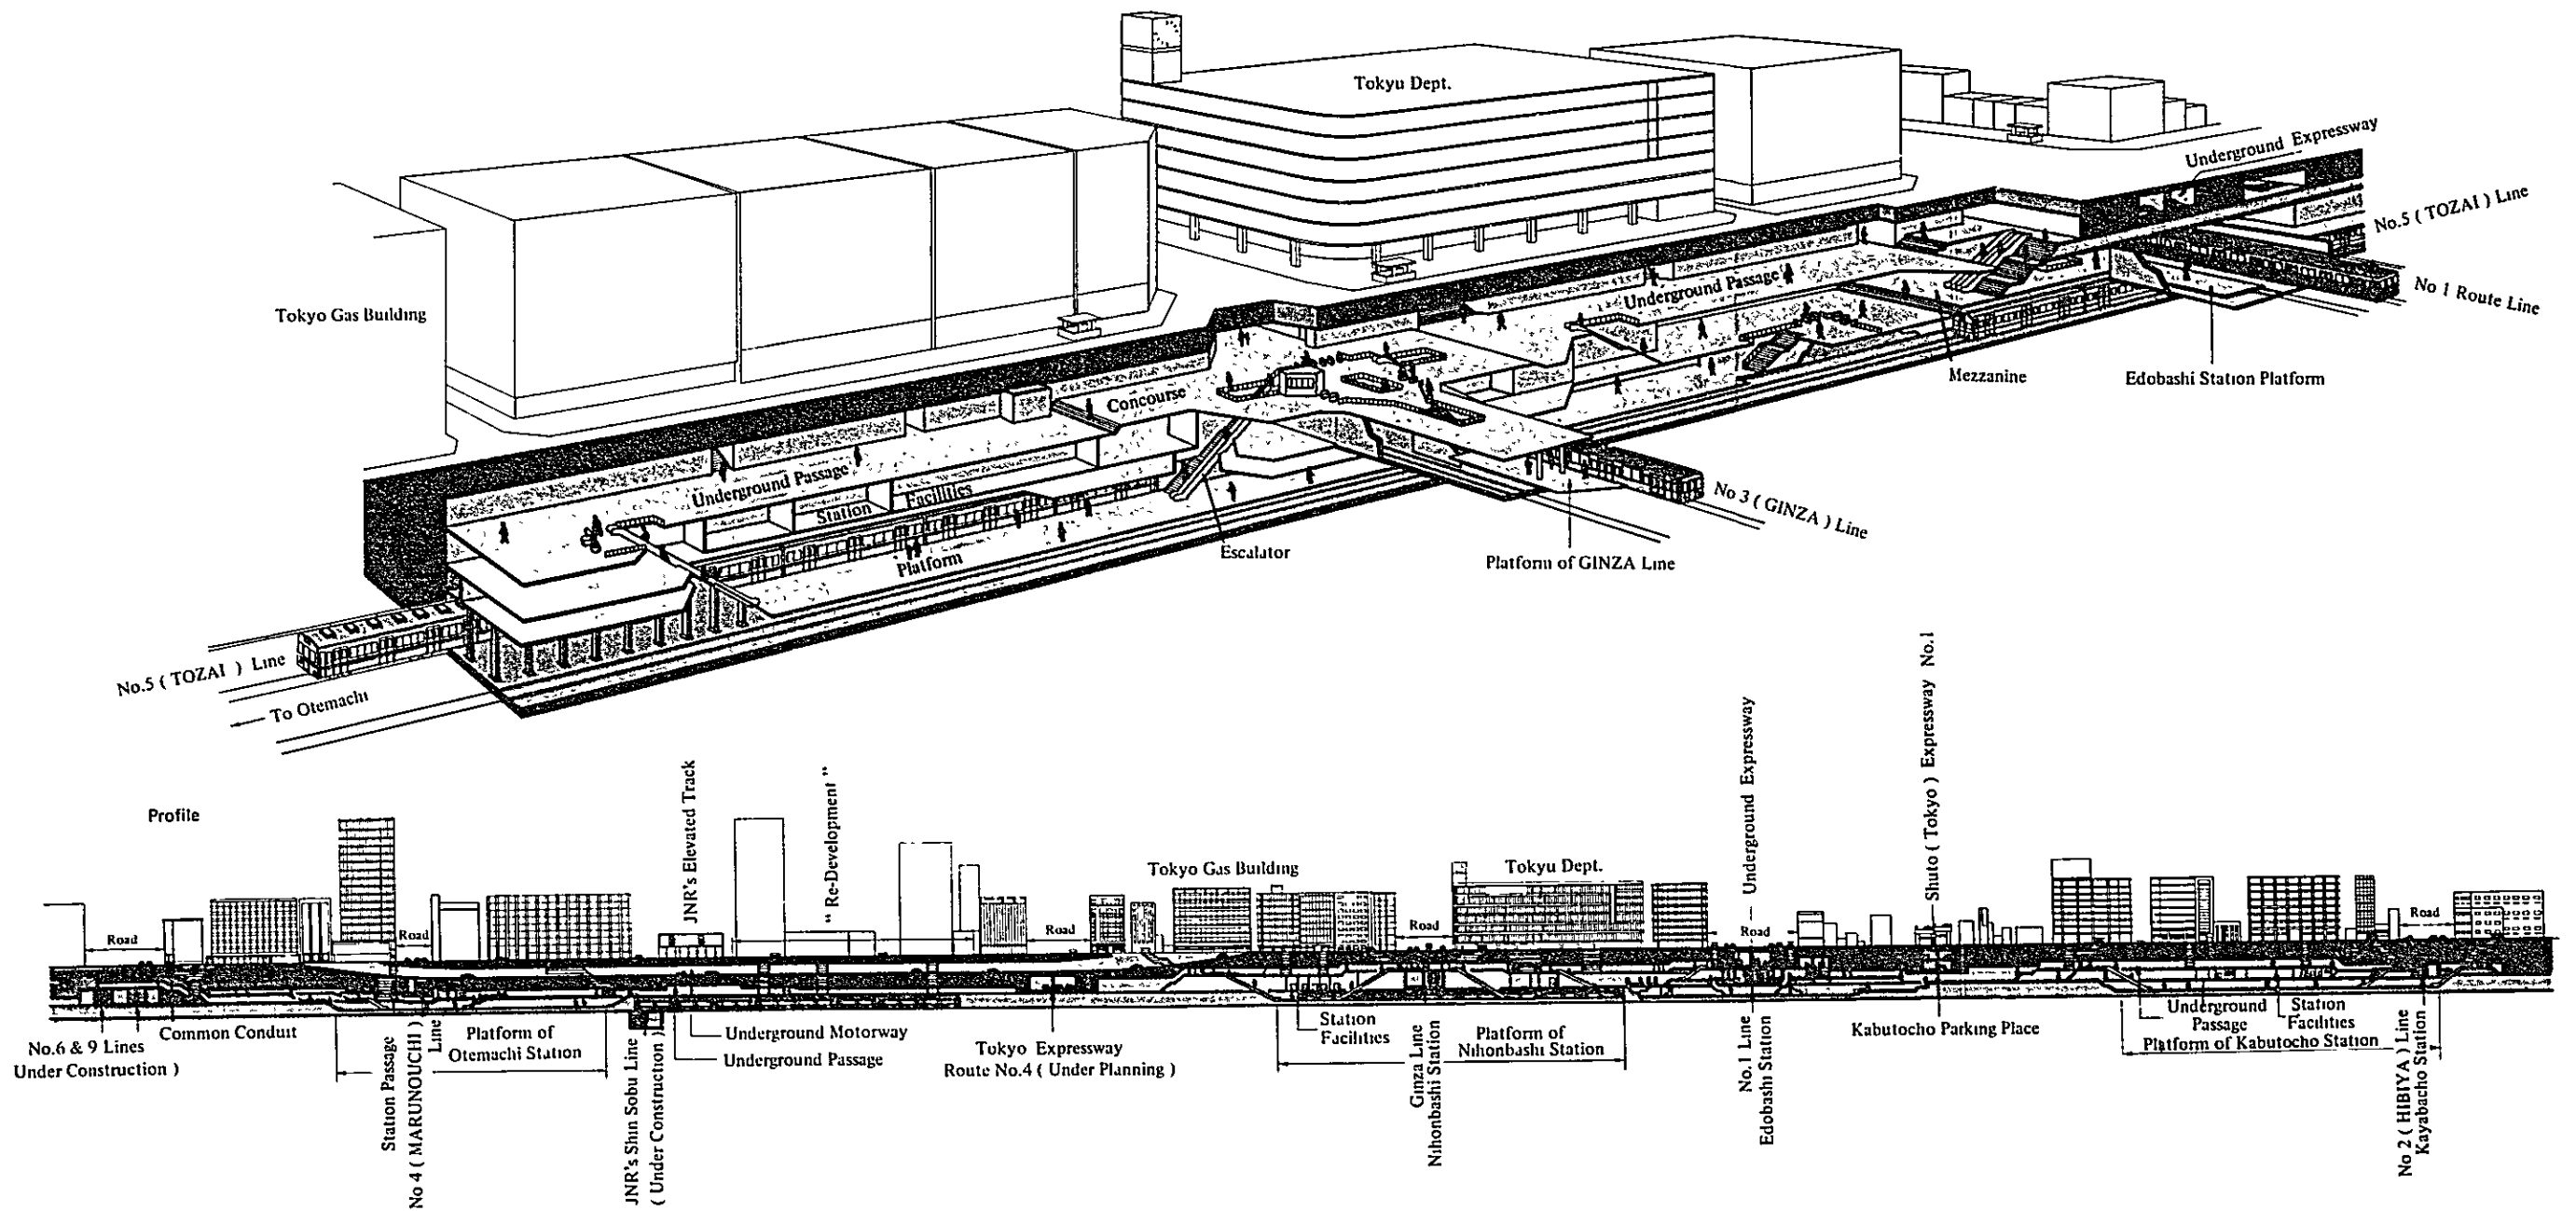 Tokyu Dept.
Underground Expressway
No.5 ( TOZAI ) Line
No 1 Route Line
Tokyo Gas Building
Underground Passage
Mezzanine
Edobashi Station Platform
Concourse
Underground Passage
Station Facilities
No 3 ( GINZA ) Line
Escalator
Platform of GINZA Line
Platform
No.5 ( TOZAI ) Line
To Otemachi
Profile
JNR's Elevated Track
" Re-Development "
Tokyo Gas Building
Tokyu Dept.
Underground Expressway
Shuto ( Tokyo ) Expressway No.1
Road
Road
Road
Road
Road
Road
No.6 & 9 Lines
Under Construction )
Common Conduit
Station Passage
No 4 ( MARUNOUCHI )
Line
Platform of
Otemachi Station
JNR's Shin Sobu Line
( Under Construction )
Underground Motorway
Underground Passage
Tokyo Expressway
Route No.4 ( Under Planning )
Station
Facilities
Ginza Line
Nihonbashi Station
Platform of
Nihonbashi Station
No.1 Line
Edobashi Station
Kabutocho Parking Place
Underground
Passage
Station
Facilities
Platform of Kabutocho Station
No 2 ( HIBIYA ) Line
Kayabacho Station